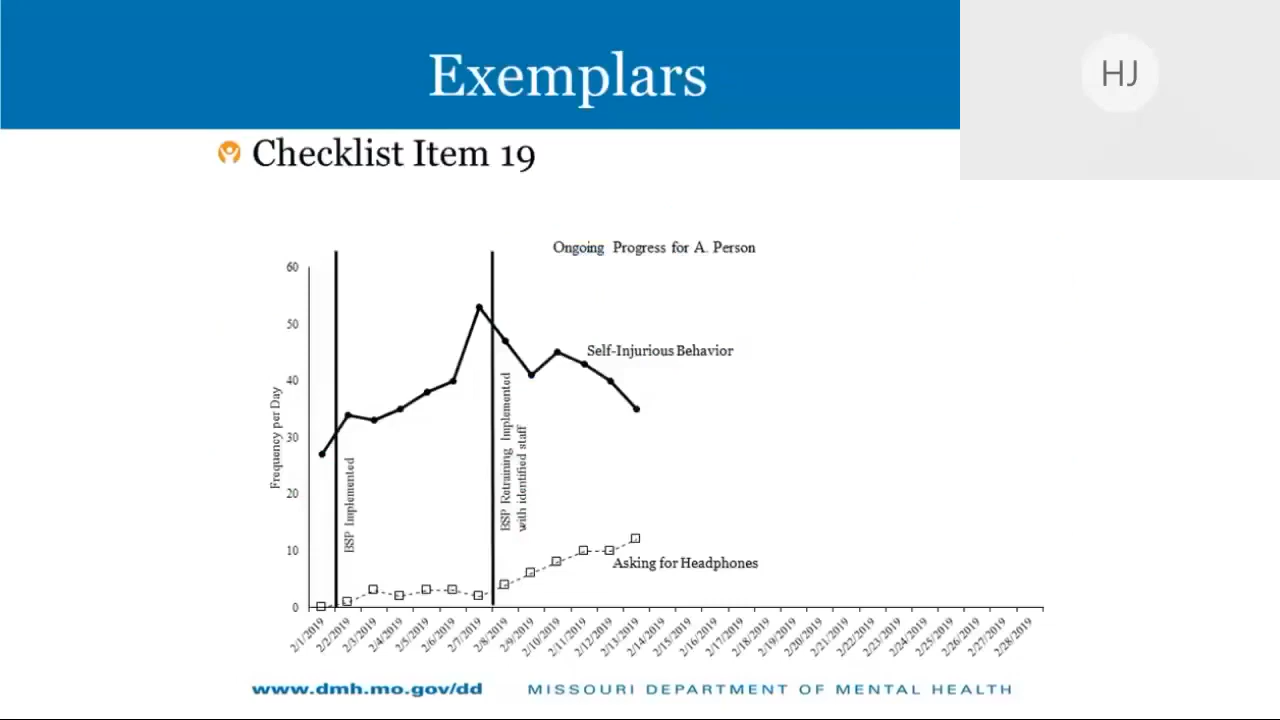 Exemplars
HJ
Checklist Item 19
Ongoing Progress for A. Person
60
50
40
30
20
10
0
Frequency per Day
BSP Implemented
BSP Retraining Implemented
with identified staff
Self-Injurious Behavior
Asking for Headphones
2/1/2019
2/2/2019
2/3/2019
2/4/2019
2/5/2019
2/6/2019
2/7/2019
2/8/2019
2/9/2019
2/10/2019
2/11/2019
2/12/2019
2/13/2019
2/14/2019
2/15/2019
2/16/2019
2/17/2019
2/18/2019
2/19/2019
2/20/2019
2/21/2019
2/22/2019
2/23/2019
2/24/2019
2/25/2019
2/26/2019
2/27/2019
2/28/2019
www.dmh.mo.gov/dd
MISSOURI DEPARTMENT OF MENTAL HEALTH